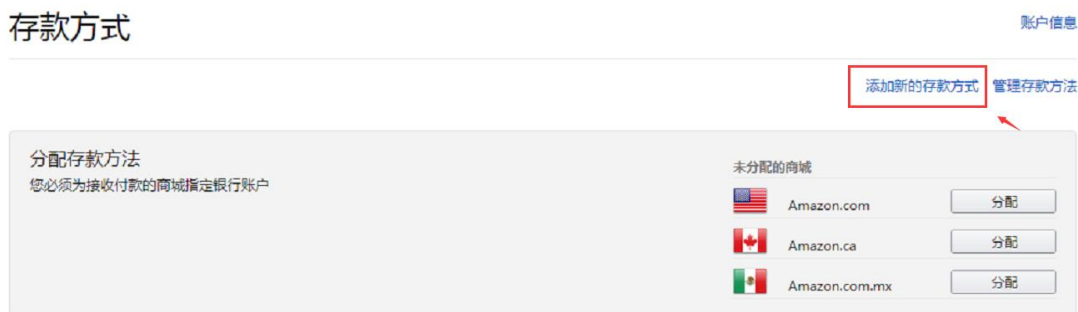 存款方式
账户信息
添加新的存款方式 管理存款方法
分配存款方法
您必须为接收付款的商城指定银行账户
未分配的商城
Amazon.com 分配
Amazon.ca 分配
Amazon.com.mx 分配